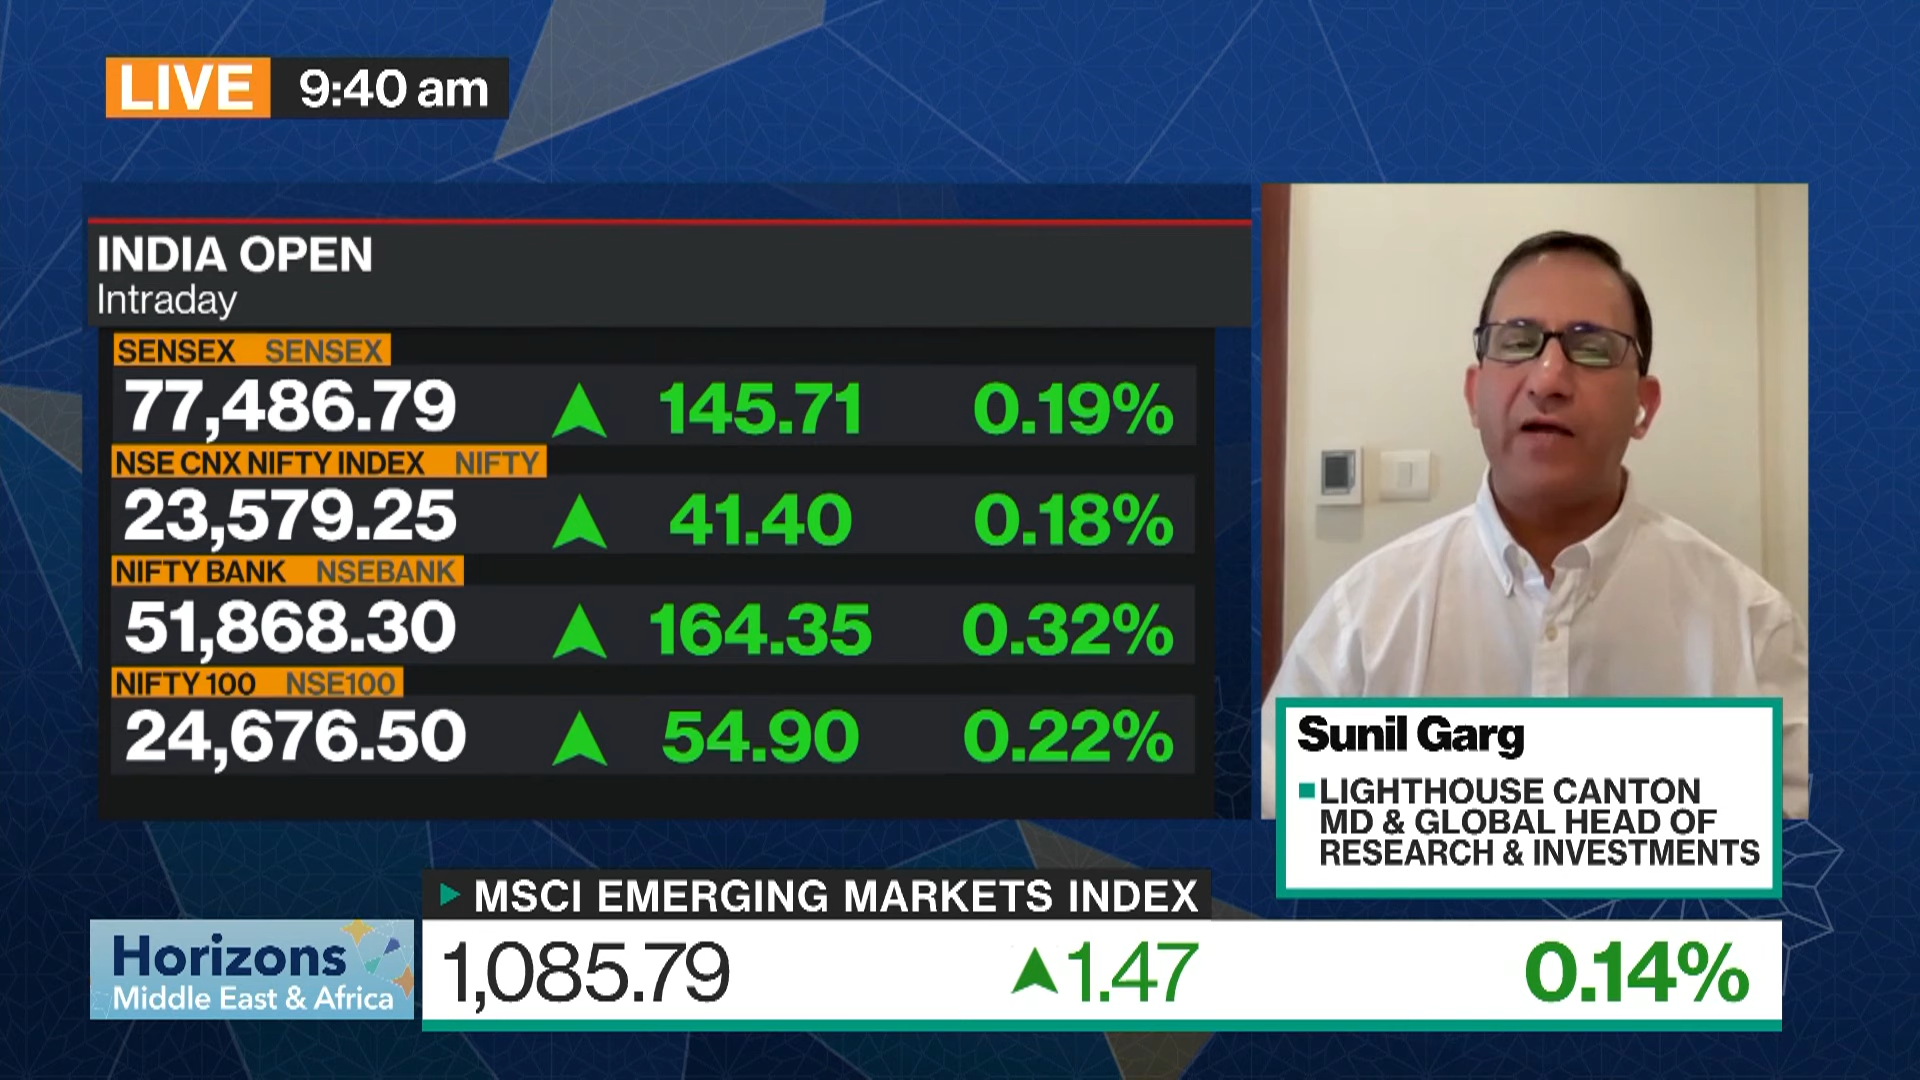 LIVE 9:40 am
INDIA OPEN
Intraday
SENSEX SENSEX
77,486.79 ▲ 145.71 0.19%
NSE CNX NIFTY INDEX NIFTY
23,579.25 ▲ 41.40 0.18%
NIFTY BANK NSEBANK
51,868.30 ▲ 164.35 0.32%
NIFTY 100 NSE100
24,676.50 ▲ 54.90 0.22%
Sunil Garg
LIGHTHOUSE CANTON
MD & GLOBAL HEAD OF
RESEARCH & INVESTMENTS
MSCI EMERGING MARKETS INDEX
1,085.79 ▲1.47 0.14%
Horizons
Middle East & Africa